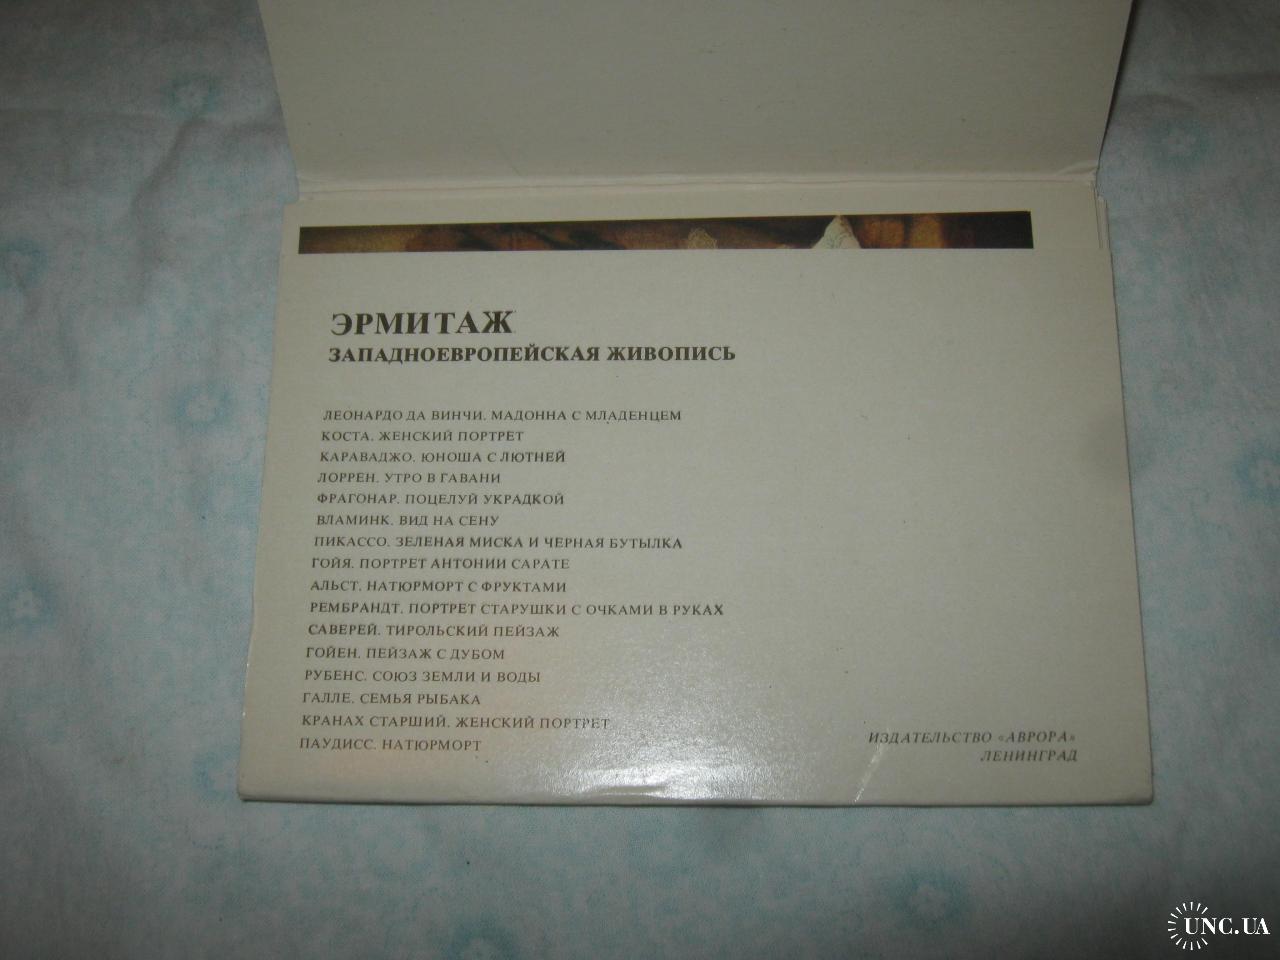 ЭРМИТАЖ
ЗАПАДНОЕВРОПЕЙСКАЯ ЖИВОПИСЬ
ЛЕОНАРДО ДА ВИНЧИ. МАДОННА С МЛАДЕНЦЕМ
КОСТА. ЖЕНСКИЙ ПОРТРЕТ
КАРАВАДЖО. ЮНОША С ЛЮТНЕЙ
ЛОРРЕН. УТРО В ГАВАНИ
ФРАГОНАР. ПОЦЕЛУЙ УКРАДКОЙ
ВЛАМИНК. ВИД НА СЕНУ
ПИКАССО. ЗЕЛЕНАЯ МИСКА И ЧЕРНАЯ БУТЫЛКА
ГОЙЯ. ПОРТРЕТ АНТОНИИ САРАТЕ
АЛЬСТ. НАТЮРМОРТ С ФРУКТАМИ
РЕМБРАНДТ. ПОРТРЕТ СТАРУШКИ С ОЧКАМИ В РУКАХ
САВЕРЕЙ. ТИРОЛЬСКИЙ ПЕЙЗАЖ
ГОЙЕН. ПЕЙЗАЖ С ДУБОМ
РУБЕНС. СОЮЗ ЗЕМЛИ И ВОДЫ
ГАЛЛЕ. СЕМЬЯ РЫБАКА
КРАНАХ СТАРШИЙ. ЖЕНСКИЙ ПОРТРЕТ
ПАУДИСС. НАТЮРМОРТ
ИЗДАТЕЛЬСТВО «АВРОРА»
ЛЕНИНГРАД
UNC.UA